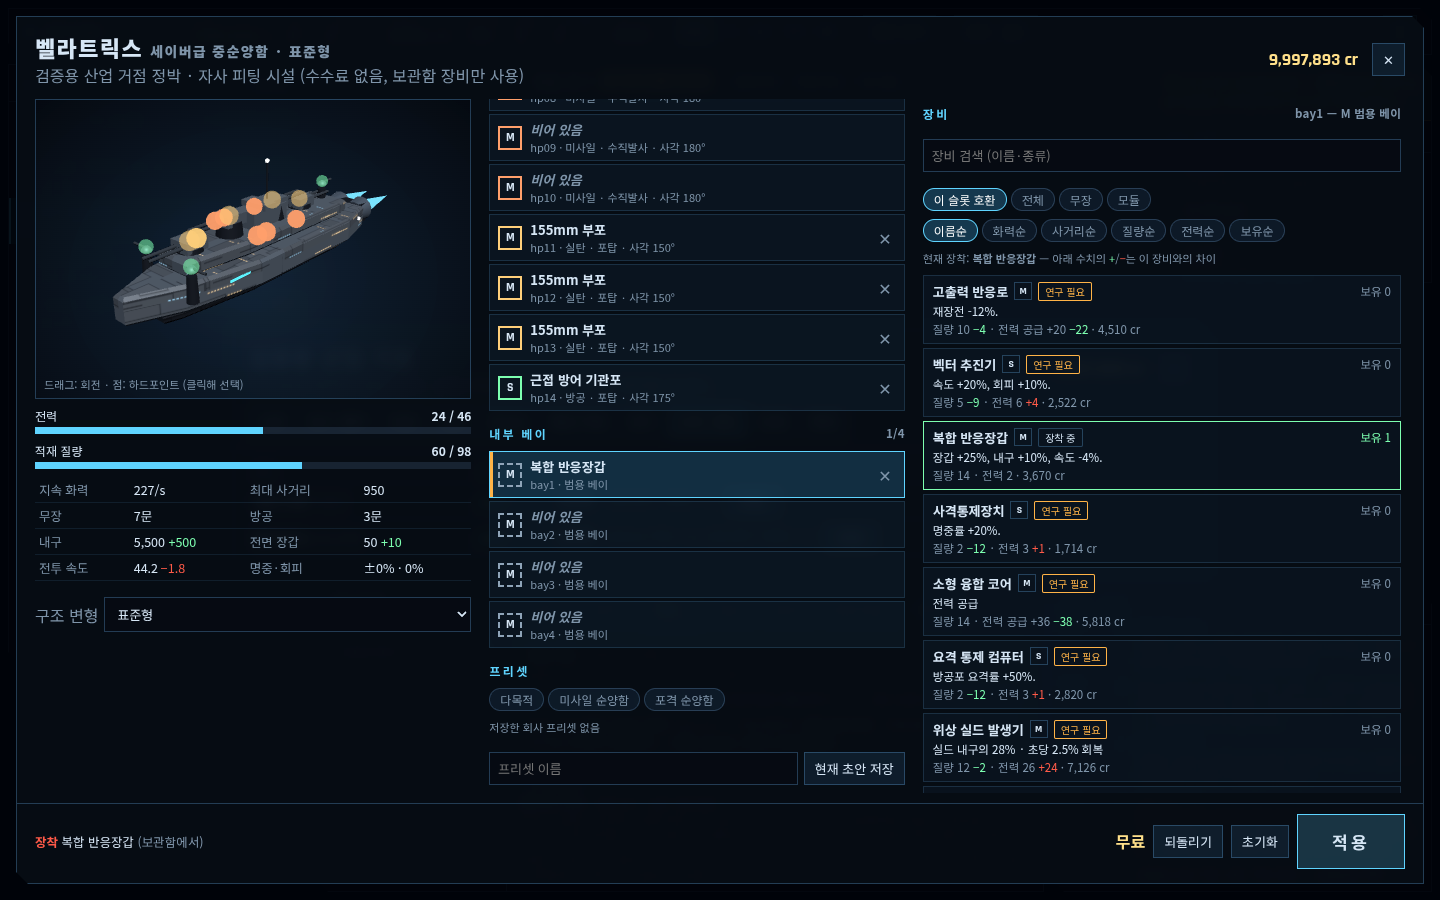 벨라트릭스 세이버급 중순양함 · 표준형
검증용 산업 거점 정박 · 자사 피팅 시설 (수수료 없음, 보관함 장비만 사용)
9,997,893 cr
×
드래그: 회전 · 점: 하드포인트 (클릭해 선택)
전력 24 / 46
적재 질량 60 / 98
지속 화력 227/s 최대 사거리 950
무장 7문 방공 3문
내구 5,500 +500 전면 장갑 50 +10
전투 속도 44.2 −1.8 명중·회피 ±0% · 0%
구조 변형 표준형
hp08 · 미사일 · 수직발사 · 사각 180°
M 비어 있음
hp09 · 미사일 · 수직발사 · 사각 180°
M 비어 있음
hp10 · 미사일 · 수직발사 · 사각 180°
M 155mm 부포 ×
hp11 · 실탄 · 포탑 · 사각 150°
M 155mm 부포 ×
hp12 · 실탄 · 포탑 · 사각 150°
M 155mm 부포 ×
hp13 · 실탄 · 포탑 · 사각 150°
S 근접 방어 기관포 ×
hp14 · 방공 · 포탑 · 사각 175°
내부 베이 1/4
M 복합 반응장갑 ×
bay1 · 범용 베이
M 비어 있음
bay2 · 범용 베이
M 비어 있음
bay3 · 범용 베이
M 비어 있음
bay4 · 범용 베이
프리셋
다목적 미사일 순양함 포격 순양함
저장한 회사 프리셋 없음
프리셋 이름 현재 초안 저장
장비 bay1 — M 범용 베이
장비 검색 (이름·종류)
이 슬롯 호환 전체 무장 모듈
이름순 화력순 사거리순 질량순 전력순 보유순
현재 장착: 복합 반응장갑 — 아래 수치의 +/−는 이 장비와의 차이
고출력 반응로 M 연구 필요 보유 0
재장전 -12%.
질량 10 −4 · 전력 공급 +20 −22 · 4,510 cr
벡터 추진기 S 연구 필요 보유 0
속도 +20%, 회피 +10%.
질량 5 −9 · 전력 6 +4 · 2,522 cr
복합 반응장갑 M 장착 중 보유 1
장갑 +25%, 내구 +10%, 속도 -4%.
질량 14 · 전력 2 · 3,670 cr
사격통제장치 S 연구 필요 보유 0
명중률 +20%.
질량 2 −12 · 전력 3 +1 · 1,714 cr
소형 융합 코어 M 연구 필요 보유 0
전력 공급
질량 14 · 전력 공급 +36 −38 · 5,818 cr
요격 통제 컴퓨터 S 연구 필요 보유 0
방공포 요격률 +50%.
질량 2 −12 · 전력 3 +1 · 2,820 cr
위상 실드 발생기 M 연구 필요 보유 0
실드 내구의 28% · 초당 2.5% 회복
질량 12 −2 · 전력 26 +24 · 7,126 cr
장착 복합 반응장갑 (보관함에서)
무료 되돌리기 초기화 적용